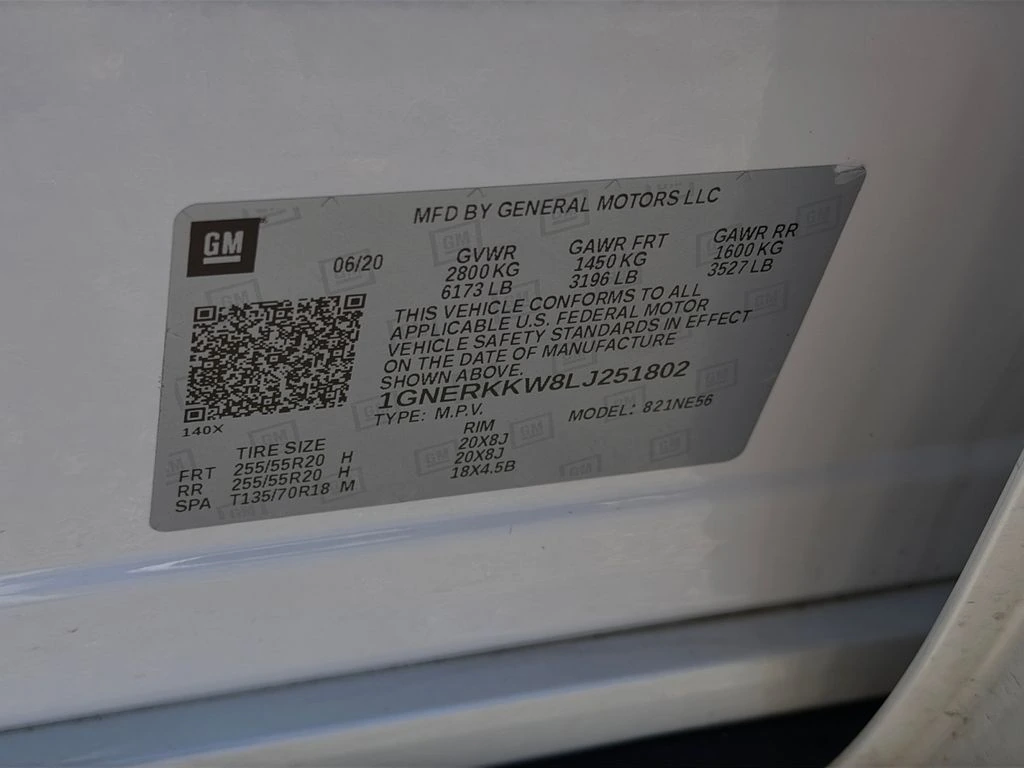 GM
MFD BY GENERAL MOTORS LLC
06/20 GVWR GAWR FRT GAWR RR
2800 KG 1450 KG 1600 KG
6173 LB 3196 LB 3527 LB
THIS VEHICLE CONFORMS TO ALL
APPLICABLE U.S. FEDERAL MOTOR
VEHICLE SAFETY STANDARDS IN EFFECT
ON THE DATE OF MANUFACTURE
SHOWN ABOVE.
1GNERKKW8LJ251802
TYPE: M.P.V. MODEL: 821NE56
140X
TIRE SIZE RIM
FRT 255/55R20 H 20X8J
RR 255/55R20 H 20X8J
SPA T135/70R18 M 18X4.5B